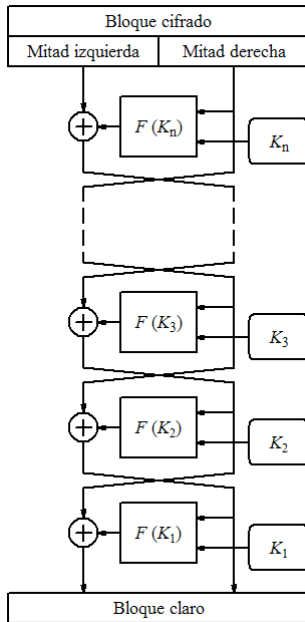 Bloque cifrado
Mitad izquierda Mitad derecha
F (Kn)
Kn
F (K3)
K3
F (K2)
K2
F (K1)
K1
Bloque claro